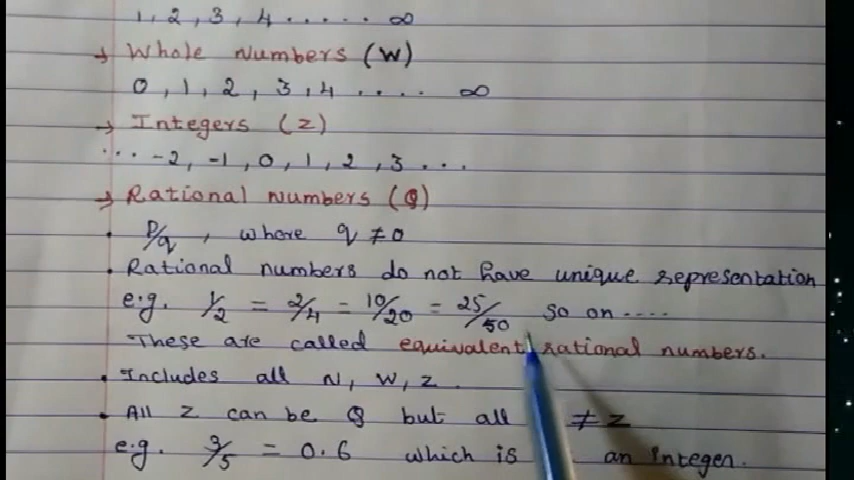 1, 2, 3, 4 ..... ∞
→ Whole Numbers (W)
0, 1, 2, 3, 4 .... ∞
→ Integers (Z)
... -2, -1, 0, 1, 2, 3 ...
→ Rational Numbers (Q)
• P/q, where q ≠ 0
• Rational numbers do not have unique representation
e.g. 1/2 = 2/4 = 10/20 = 25/50 so on ....
These are called equivalent rational numbers.
• Includes all N, W, Z.
• All Z can be Q but all ≠ Z
e.g. 3/5 = 0.6 which is an Integer.